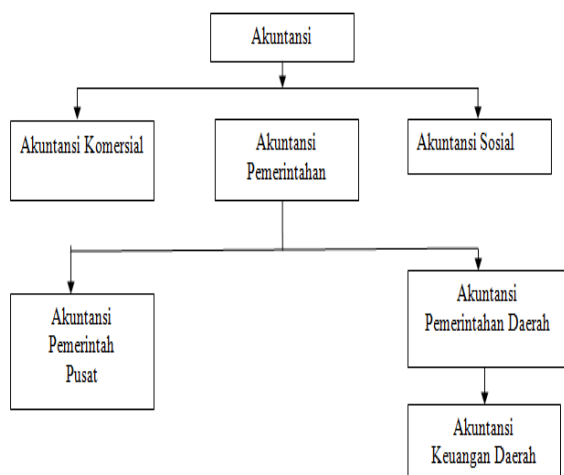 Akuntansi
Akuntansi Komersial
Akuntansi
Pemerintahan
Akuntansi Sosial
Akuntansi
Pemerintah
Pusat
Akuntansi
Pemerintahan Daerah
Akuntansi
Keuangan Daerah